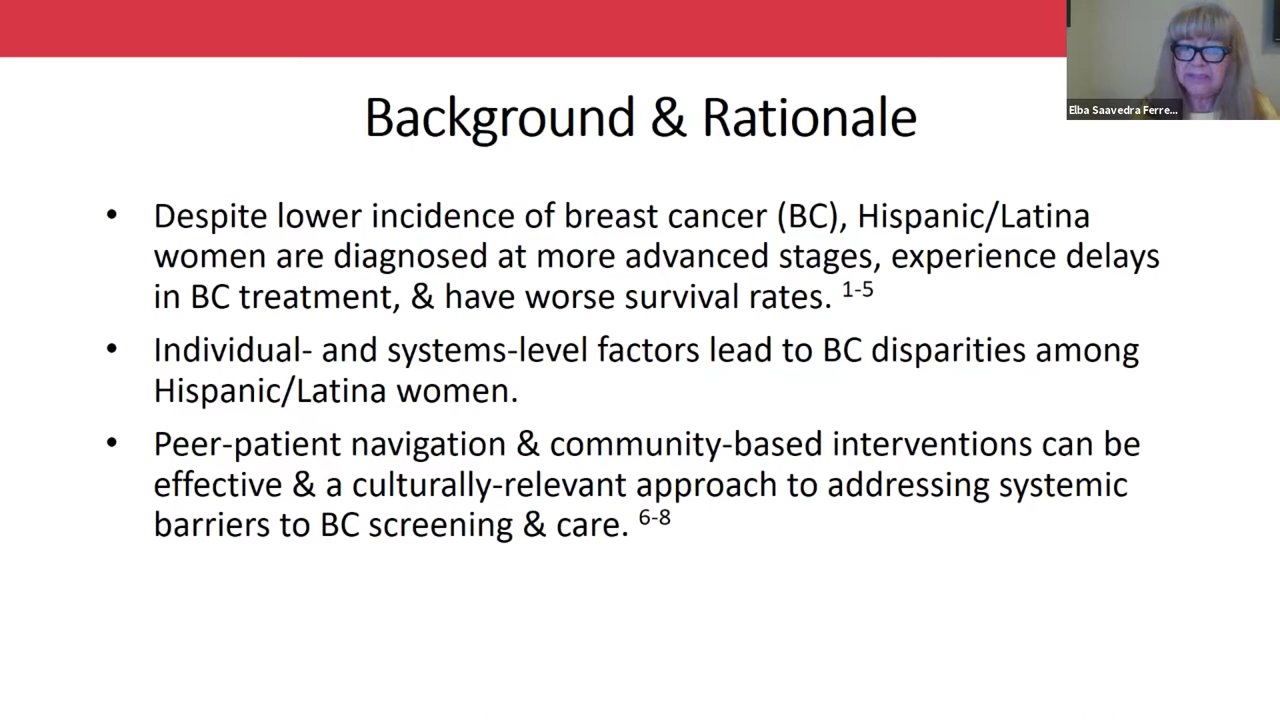 Elba Saavedra Ferre...
Background & Rationale
• Despite lower incidence of breast cancer (BC), Hispanic/Latina
women are diagnosed at more advanced stages, experience delays
in BC treatment, & have worse survival rates. 1-5
• Individual- and systems-level factors lead to BC disparities among
Hispanic/Latina women.
• Peer-patient navigation & community-based interventions can be
effective & a culturally-relevant approach to addressing systemic
barriers to BC screening & care. 6-8